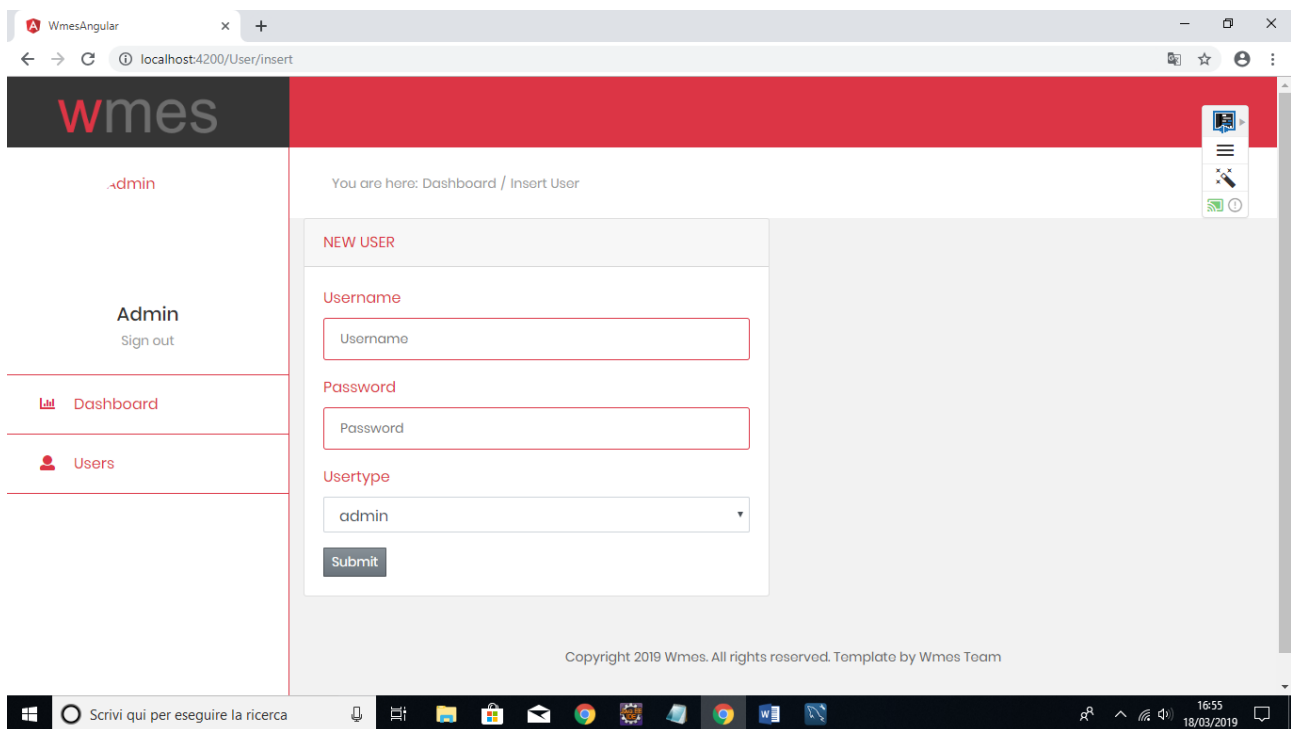 WmesAngular
localhost:4200/User/insert
wmes
Admin
You are here: Dashboard / Insert User
NEW USER
Username
Username
Admin
Sign out
Password
Password
Dashboard
Users
Usertype
admin
Submit
Copyright 2019 Wmes. All rights reserved. Template by Wmes Team
Scrivi qui per eseguire la ricerca
16:55
18/03/2019